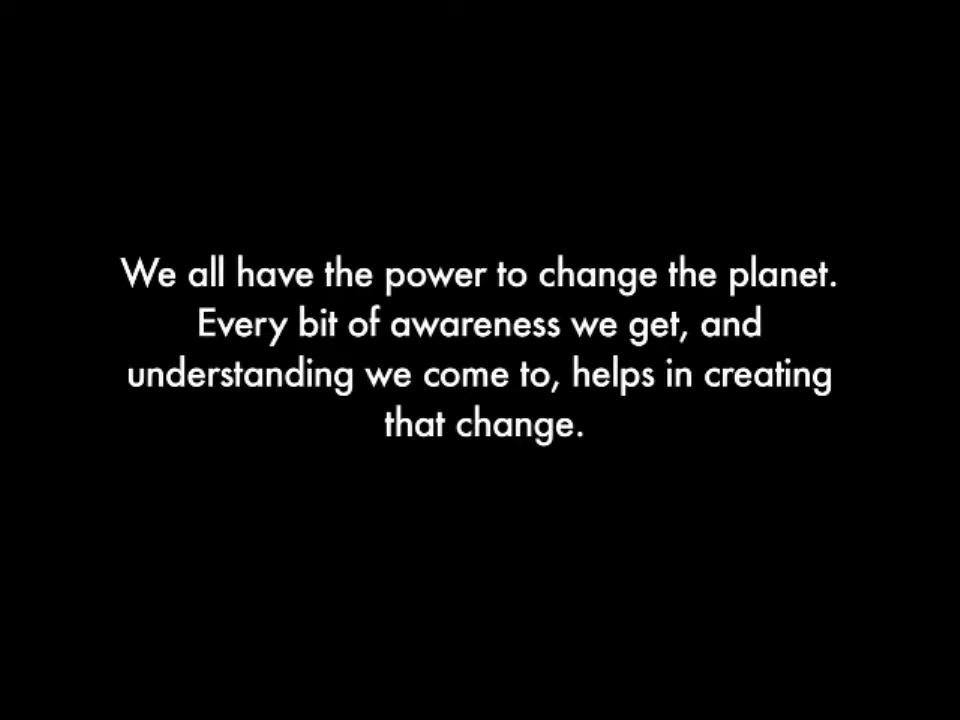 We all have the power to change the planet.
Every bit of awareness we get, and
understanding we come to, helps in creating
that change.